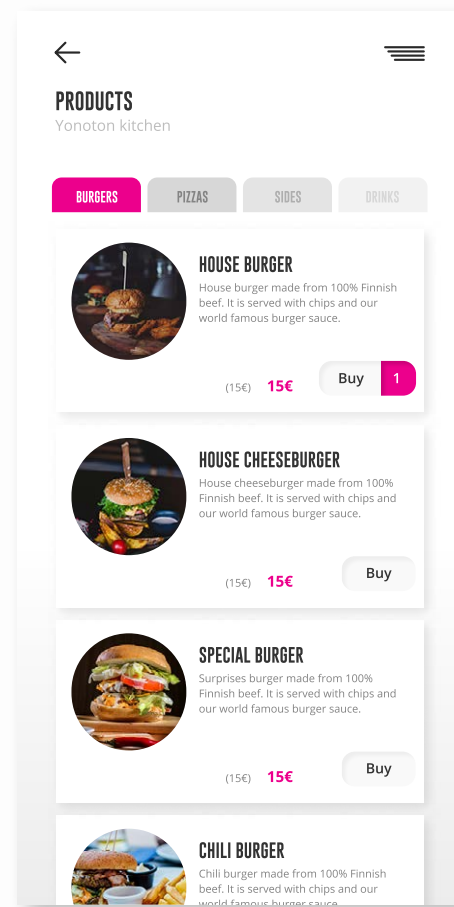 PRODUCTS
Yonoton kitchen
BURGERS
PIZZAS
SIDES
DRINKS
HOUSE BURGER
House burger made from 100% Finnish
beef. It is served with chips and our
world famous burger sauce.
(15€) 15€ Buy 1
HOUSE CHEESEBURGER
House cheeseburger made from 100%
Finnish beef. It is served with chips and
our world famous burger sauce.
(15€) 15€ Buy
SPECIAL BURGER
Surprises burger made from 100%
Finnish beef. It is served with chips and
our world famous burger sauce.
(15€) 15€ Buy
CHILI BURGER
Chili burger made from 100% Finnish
beef. It is served with chips and our
world famous burger sauce.